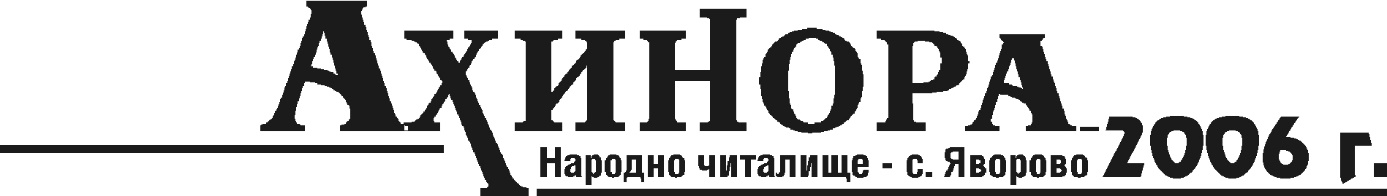 АхинОра-2006 г.
Народно читалище - с. Яворово